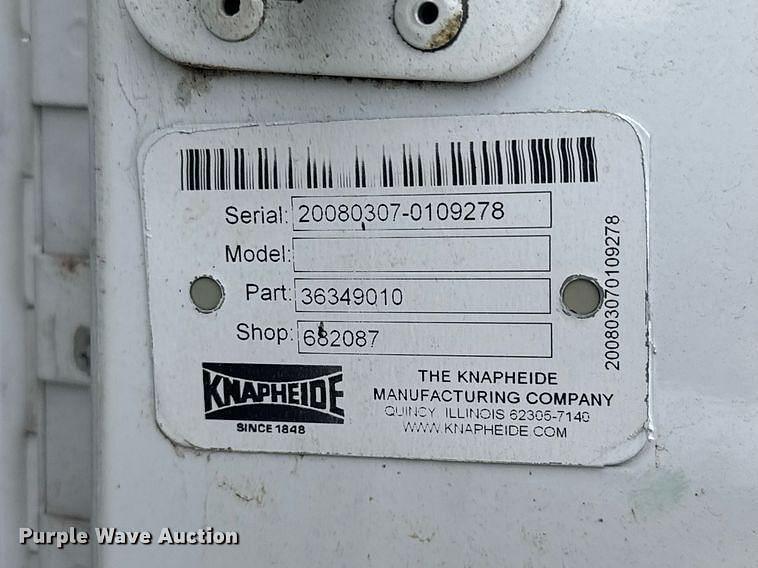 Serial: 20080307-0109278
Model:
Part: 36349010
Shop: 682087
200803070109278
KNAPHEIDE
SINCE 1848
THE KNAPHEIDE
MANUFACTURING COMPANY
QUINCY, ILLINOIS 62305-7140
WWW.KNAPHEIDE.COM
Purple Wave Auction